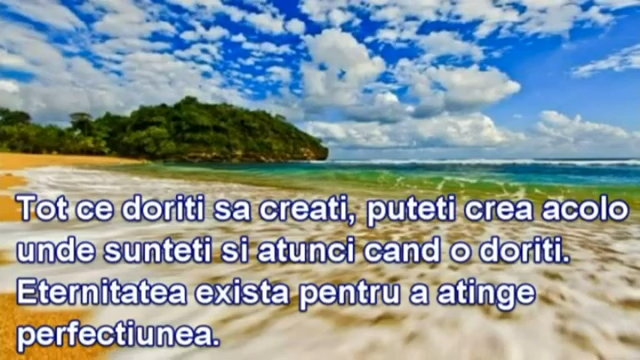 Tot ce doriti sa creati, puteti crea acolo
unde sunteti si atunci cand o doriti.
Eternitatea exista pentru a atinge
perfectiunea.